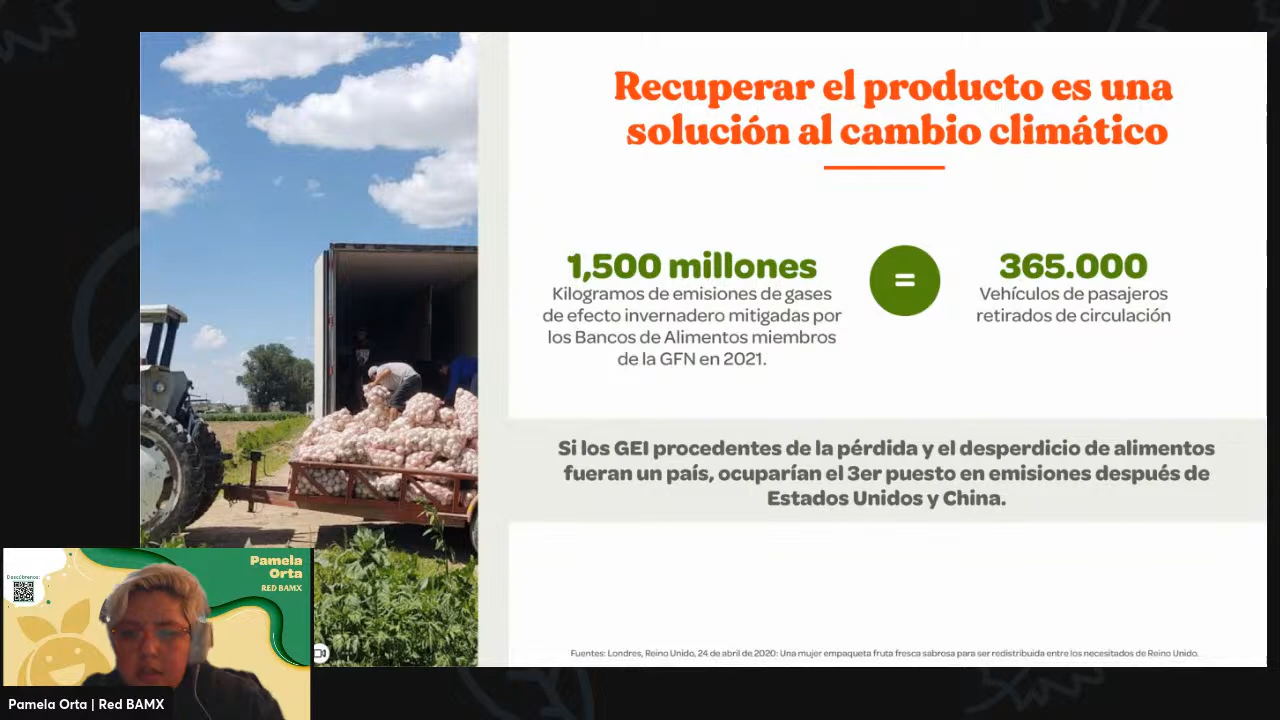 Recuperar el producto es una
solución al cambio climático
1,500 millones
Kilogramos de emisiones de gases
de efecto invernadero mitigadas por
los Bancos de Alimentos miembros
de la GFN en 2021.
=
365.000
Vehículos de pasajeros
retirados de circulación
Si los GEI procedentes de la pérdida y el desperdicio de alimentos
fueran un país, ocuparían el 3er puesto en emisiones después de
Estados Unidos y China.
Fuentes: Londres, Reino Unido, 24 de abril de 2020: Una mujer empaqueta fruta fresca sabrosa para ser redistribuida entre los necesitados de Reino Unido.
Descúbrenos:
Pamela
Orta
RED BAMX
Pamela Orta | Red BAMX